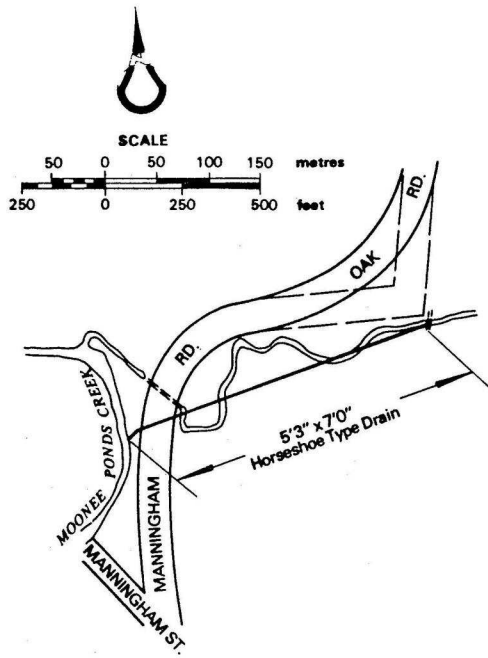 SCALE
50 0 50 100 150 metres
250 0 250 500 feet
OAK RD.
MANNINGHAM RD.
MOONEE PONDS CREEK
5'3" x 7'0"
Horseshoe Type Drain
MANNINGHAM ST.